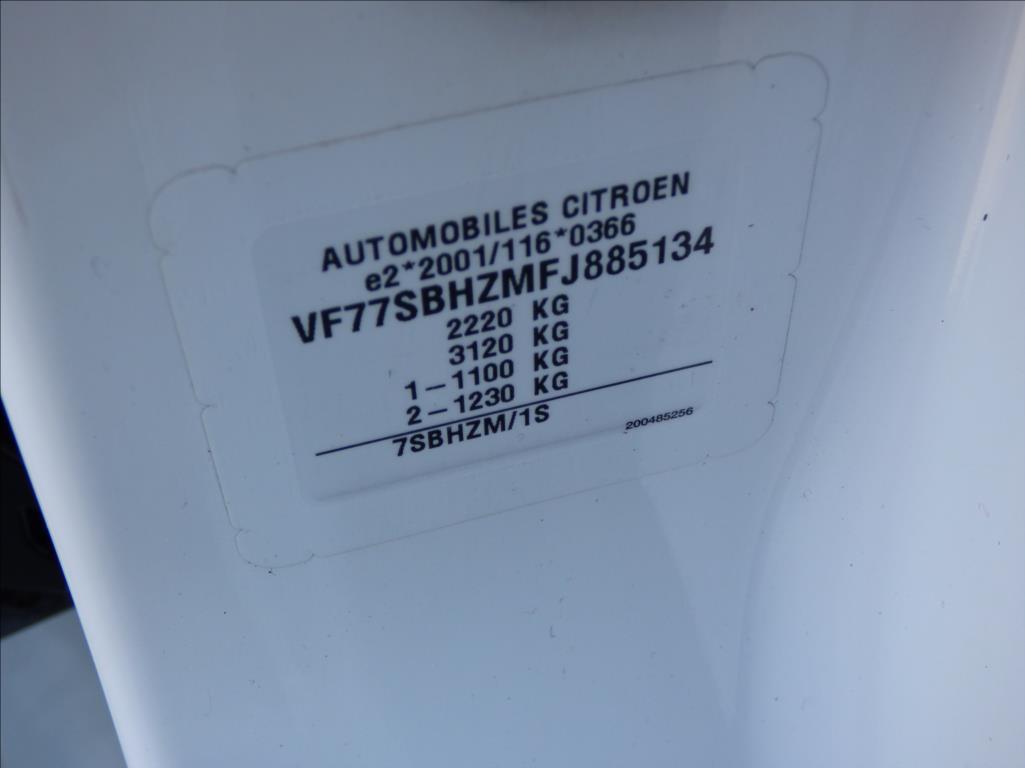 AUTOMOBILES CITROEN
e2*2001/116*0366
VF77SBHZMFJ885134
2220 KG
3120 KG
1-1100 KG
2-1230 KG
7SBHZM/1S
200485256